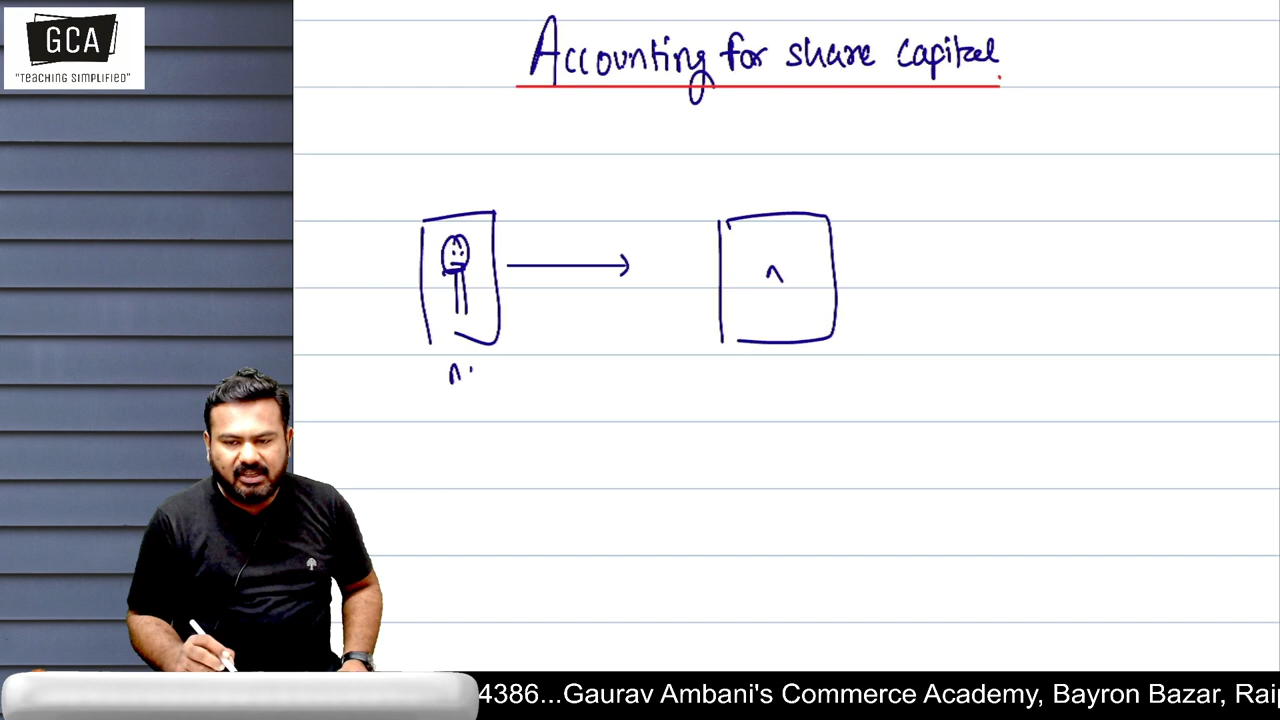 GCA
"TEACHING SIMPLIFIED"
Accounting for share capital.
n.
4386...Gaurav Ambani's Commerce Academy, Bayron Bazar, Rai